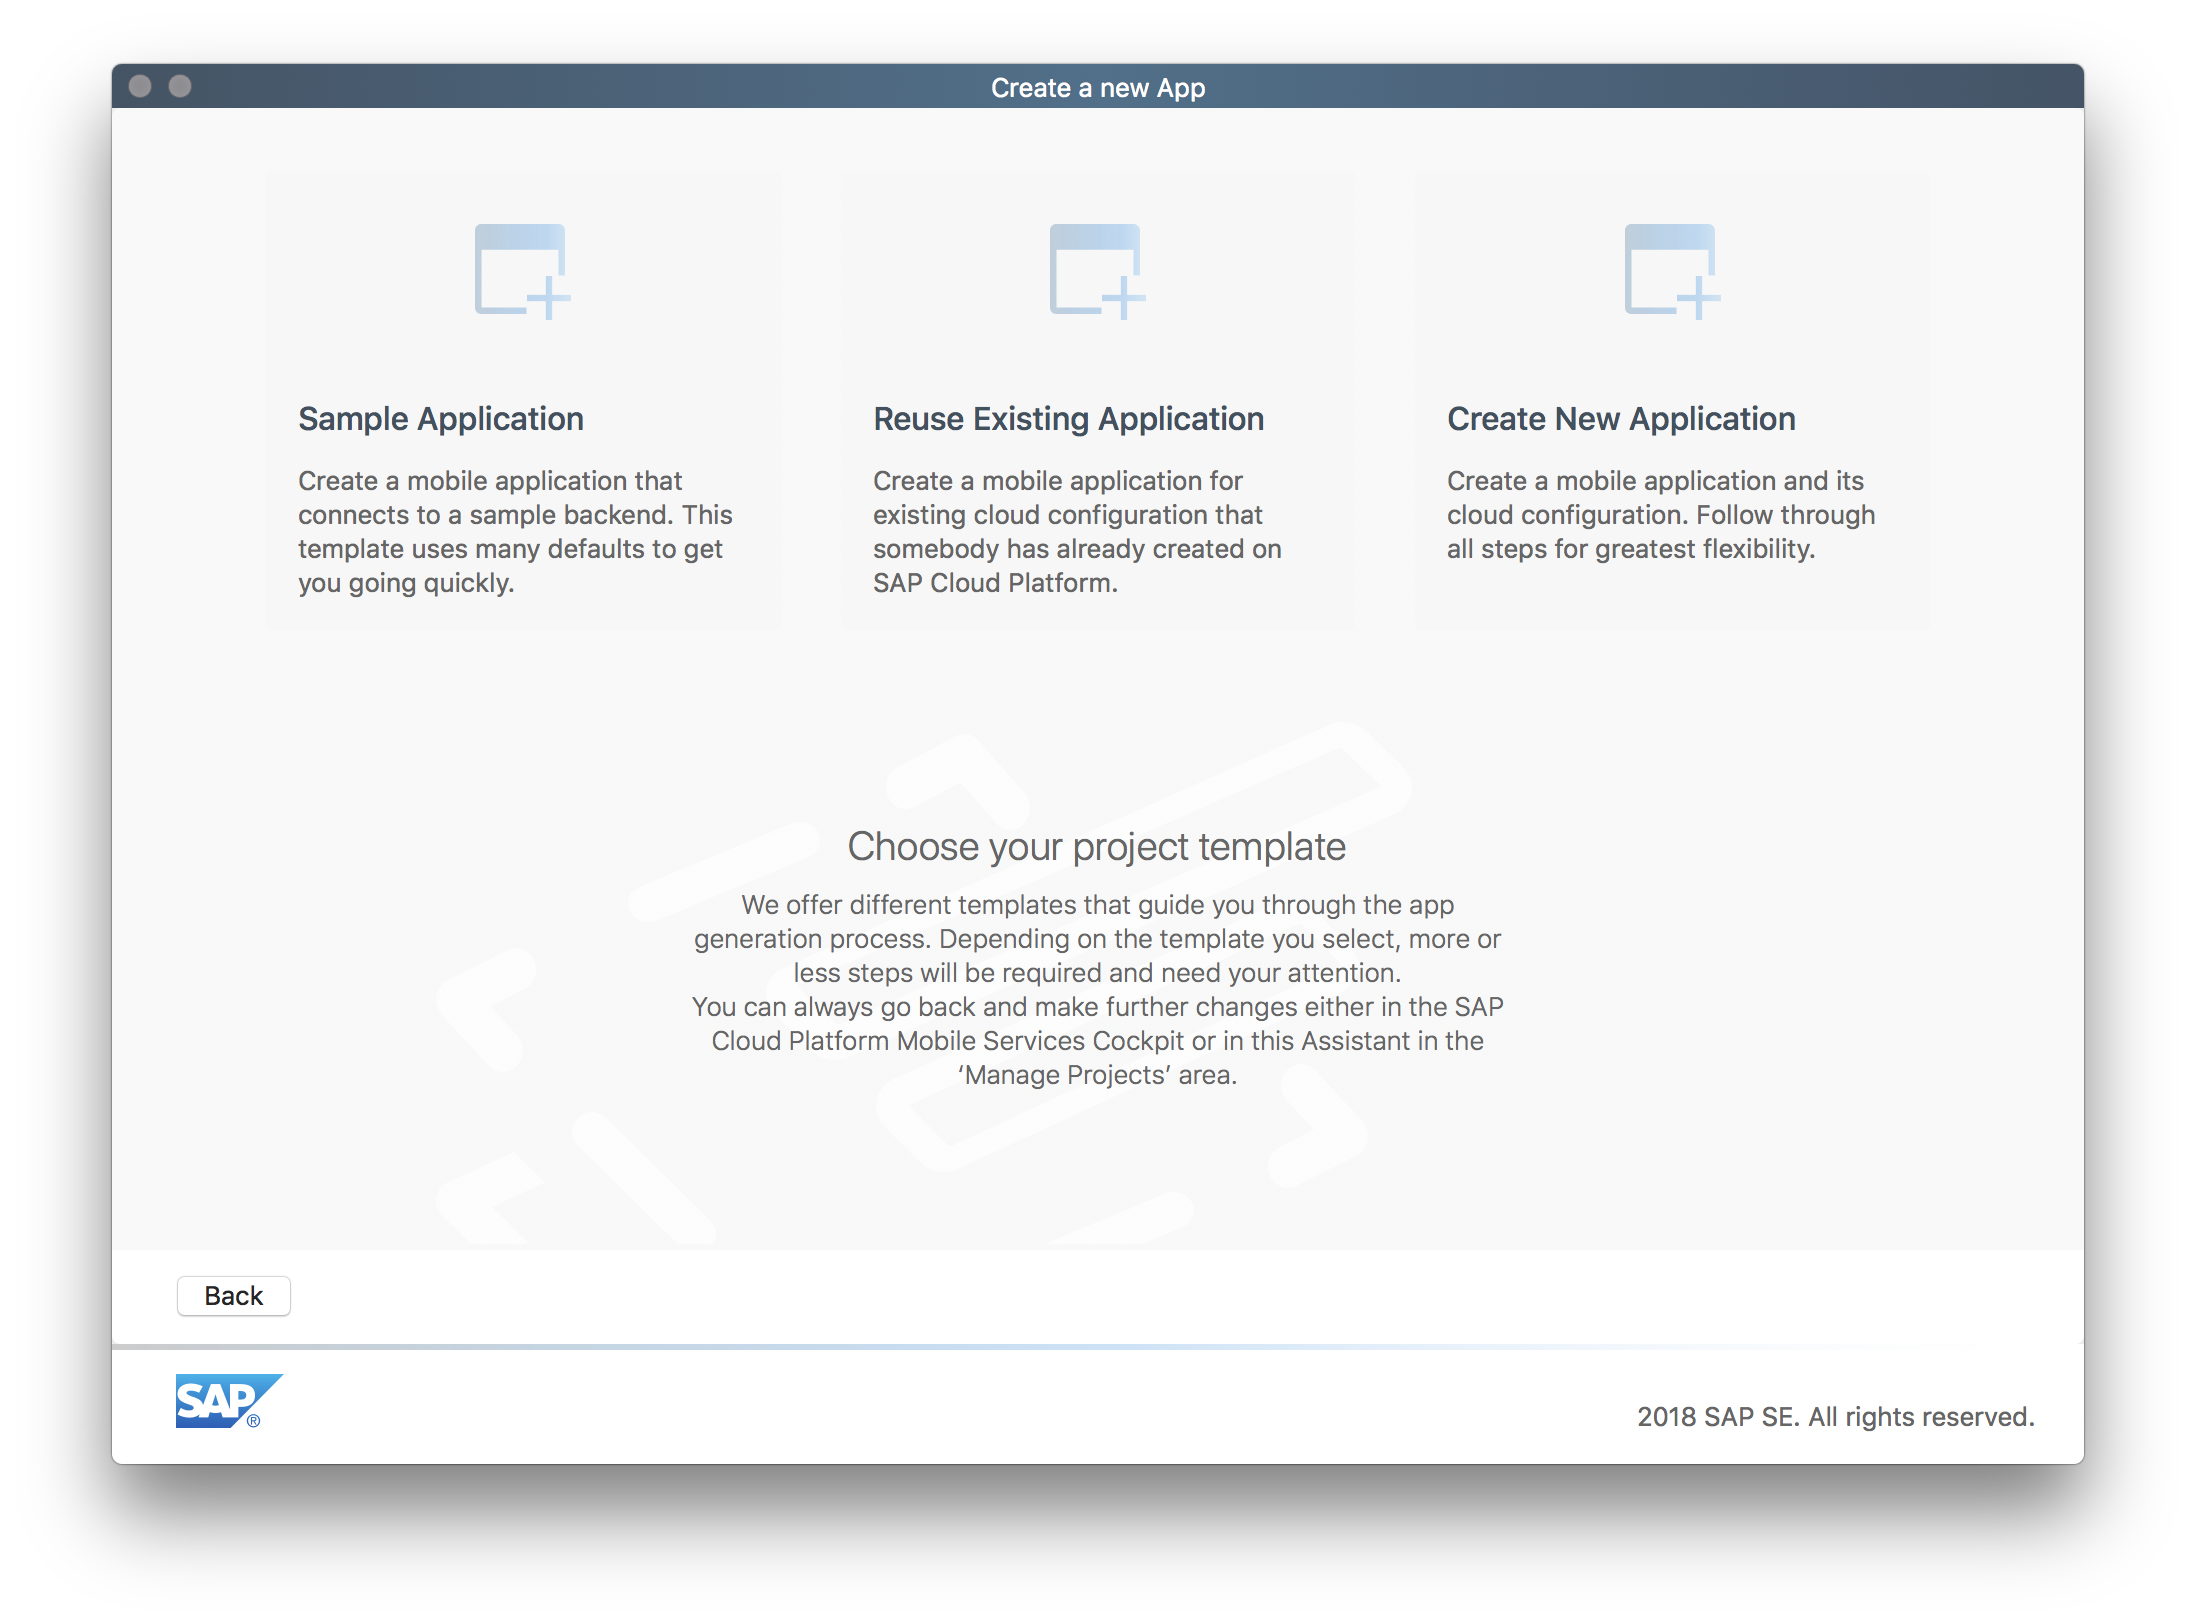 Create a new App
Sample Application
Create a mobile application that
connects to a sample backend. This
template uses many defaults to get
you going quickly.
Reuse Existing Application
Create a mobile application for
existing cloud configuration that
somebody has already created on
SAP Cloud Platform.
Create New Application
Create a mobile application and its
cloud configuration. Follow through
all steps for greatest flexibility.
Choose your project template
We offer different templates that guide you through the app
generation process. Depending on the template you select, more or
less steps will be required and need your attention.
You can always go back and make further changes either in the SAP
Cloud Platform Mobile Services Cockpit or in this Assistant in the
‘Manage Projects’ area.
Back
SAP®
2018 SAP SE. All rights reserved.